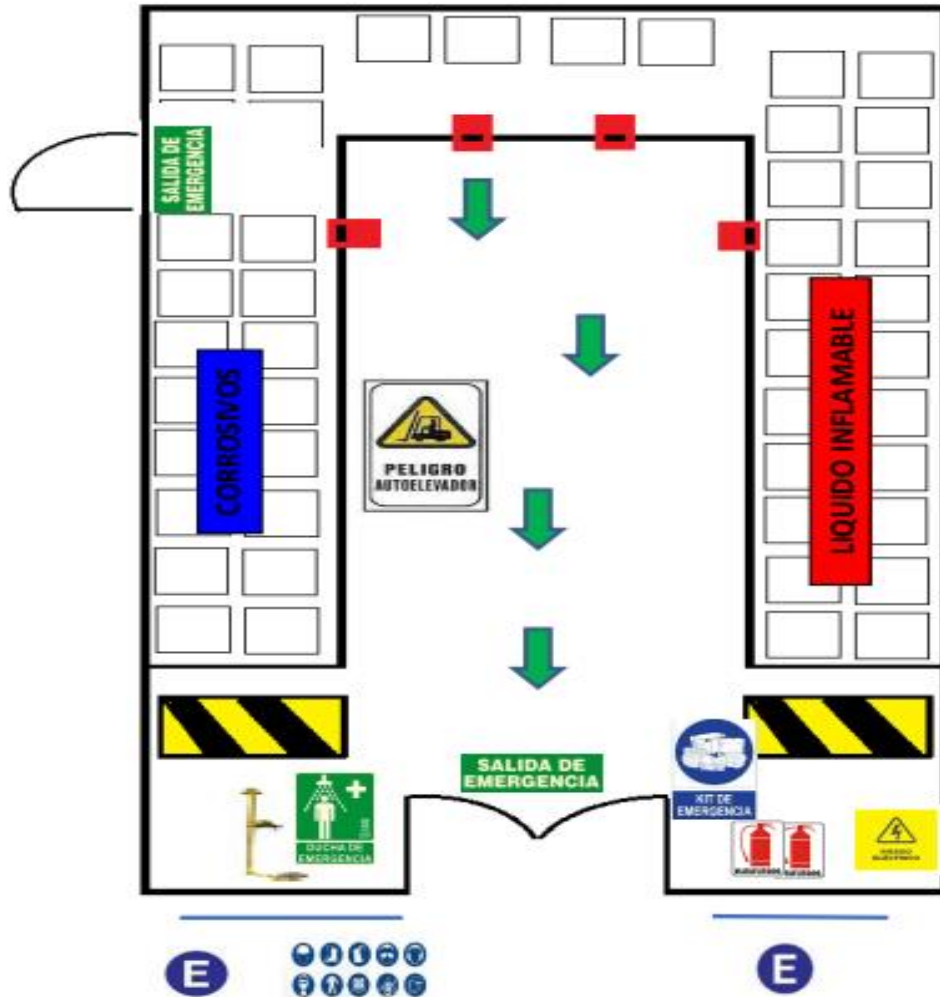 SALIDA DE
EMERGENCIA
CORROSIVOS
LIQUIDO INFLAMABLE
PELIGRO
AUTOELEVADOR
SALIDA DE
EMERGENCIA
KIT DE
EMERGENCIA
DUCHA DE
EMERGENCIA
E
E